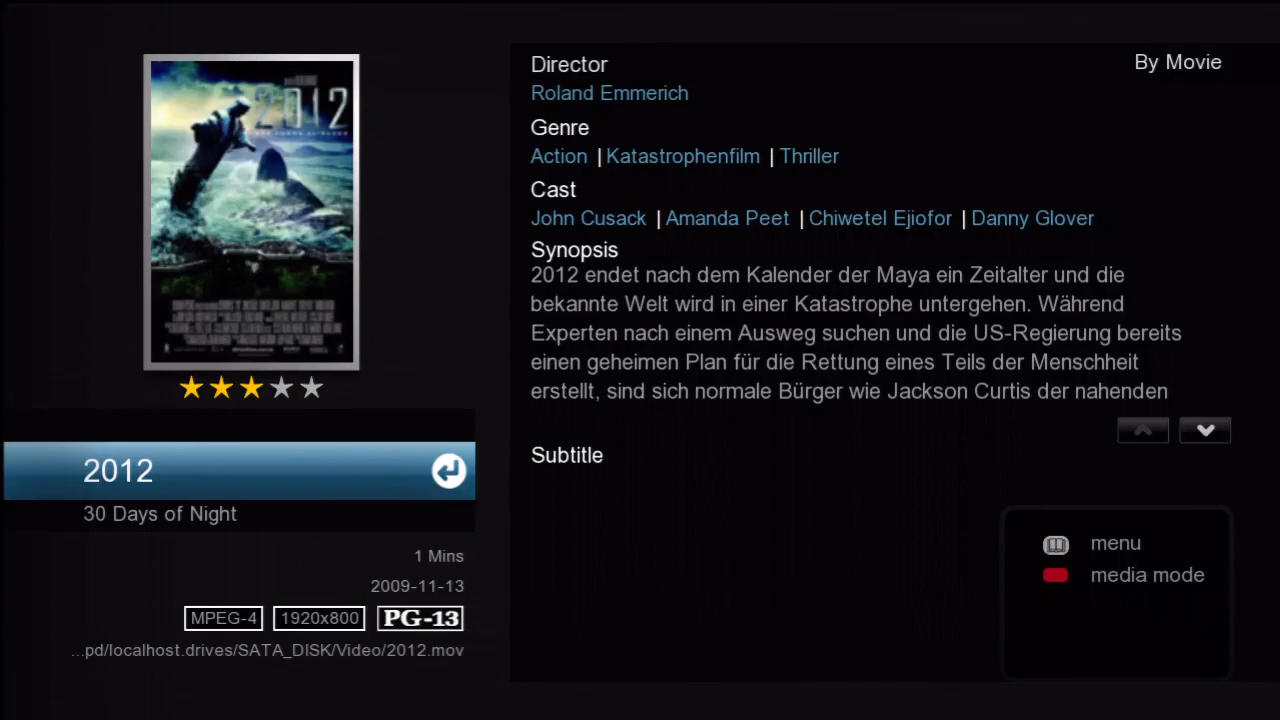 2012
2012
30 Days of Night
1 Mins
2009-11-13
MPEG-4 1920x800 PG-13
...pd/localhost.drives/SATA_DISK/Video/2012.mov
By Movie
Director
Roland Emmerich
Genre
Action | Katastrophenfilm | Thriller
Cast
John Cusack | Amanda Peet | Chiwetel Ejiofor | Danny Glover
Synopsis
2012 endet nach dem Kalender der Maya ein Zeitalter und die
bekannte Welt wird in einer Katastrophe untergehen. Während
Experten nach einem Ausweg suchen und die US-Regierung bereits
einen geheimen Plan für die Rettung eines Teils der Menschheit
erstellt, sind sich normale Bürger wie Jackson Curtis der nahenden
Subtitle
menu
media mode